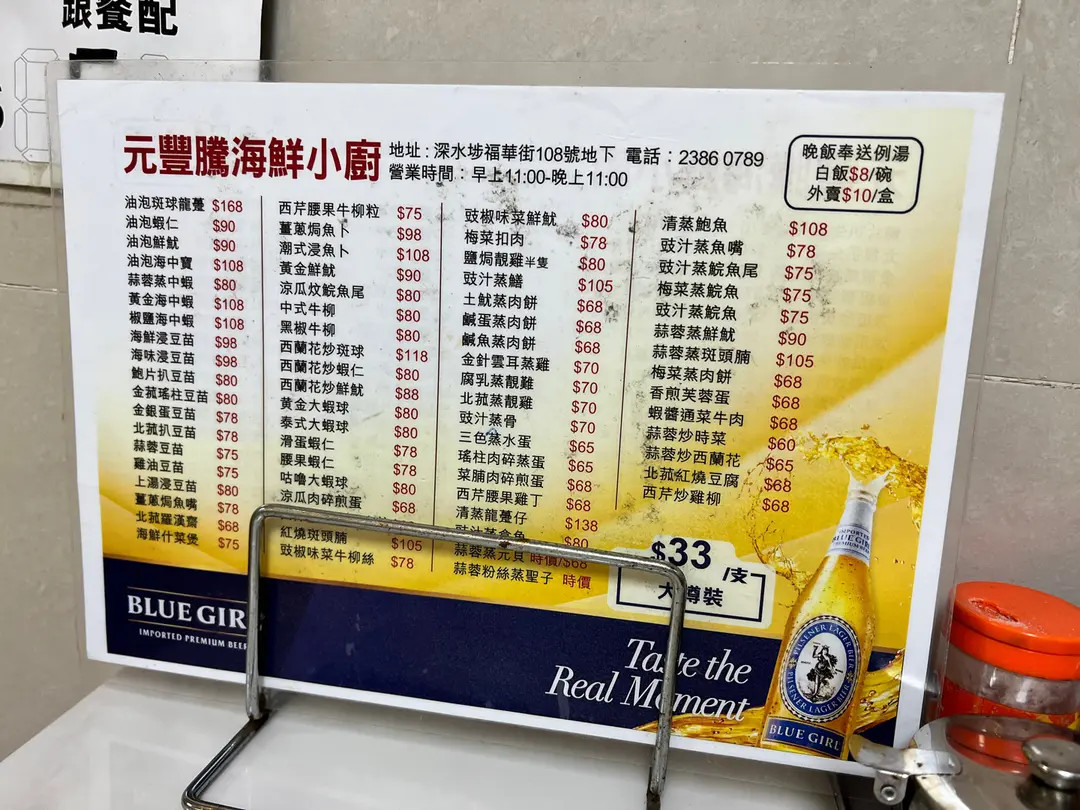 跟餐配
元豐騰海鮮小廚
地址：深水埗福華街108號地下 電話：2386 0789
營業時間：早上11:00-晚上11:00
晚飯奉送例湯
白飯$8/碗
外賣$10/盒
油泡斑球龍躉 $168
油泡蝦仁 $90
油泡鮮魷 $90
油泡海中寶 $108
蒜蓉蒸中蝦 $80
黃金海中蝦 $108
椒鹽海中蝦 $108
海鮮浸豆苗 $98
海味浸豆苗 $98
鮑片扒豆苗 $80
金菰瑤柱豆苗 $80
金銀蛋豆苗 $78
北菰扒豆苗 $78
蒜蓉豆苗 $75
雞油豆苗 $75
上湯浸豆苗 $80
薑蔥焗魚嘴 $78
北菰羅漢齋 $68
海鮮什菜煲 $75
西芹腰果牛柳粒 $75
薑蔥焗魚卜 $98
潮式浸魚卜 $108
黃金鮮魷 $90
涼瓜炆鯇魚尾 $80
中式牛柳 $80
黑椒牛柳 $80
西蘭花炒斑球 $118
西蘭花炒蝦仁 $80
西蘭花炒鮮魷 $88
黃金大蝦球 $80
泰式大蝦球 $80
滑蛋蝦仁 $78
腰果蝦仁 $78
咕嚕大蝦球 $80
涼瓜肉碎煎蛋 $68
紅燒斑頭腩 $105
豉椒味菜牛柳絲 $78
豉椒味菜鮮魷 $80
梅菜扣肉 $78
鹽焗靚雞半隻 $80
豉汁蒸鱔 $105
土魷蒸肉餅 $68
鹹蛋蒸肉餅 $68
鹹魚蒸肉餅 $68
金針雲耳蒸雞 $70
腐乳蒸靚雞 $70
北菰蒸靚雞 $70
豉汁蒸骨 $70
三色蒸水蛋 $65
瑤柱肉碎蒸蛋 $65
菜脯肉碎煎蛋 $68
西芹腰果雞丁 $68
清蒸龍躉仔 $138
豉汁蒸倉魚 $80
蒜蓉蒸元貝 時價/$68
蒜蓉粉絲蒸聖子 時價
清蒸鮑魚 $108
豉汁蒸魚嘴 $78
豉汁蒸鯇魚尾 $75
梅菜蒸鯇魚 $75
豉汁蒸鯇魚 $75
蒜蓉蒸鮮魷 $90
蒜蓉蒸斑頭腩 $105
梅菜蒸肉餅 $68
香煎芙蓉蛋 $68
蝦醬通菜牛肉 $68
蒜蓉炒時菜 $60
蒜蓉炒西蘭花 $65
北菰紅燒豆腐 $68
西芹炒雞柳 $68
$33/支
大樽裝
BLUE GIRL
IMPORTED PREMIUM BEER
Taste the
Real Moment
IMPORTED
BLUE GIRL
PREMIUM BEER
PILSENER LAGER BIER
PILSENER LAGER BIER
BLUE GIRL